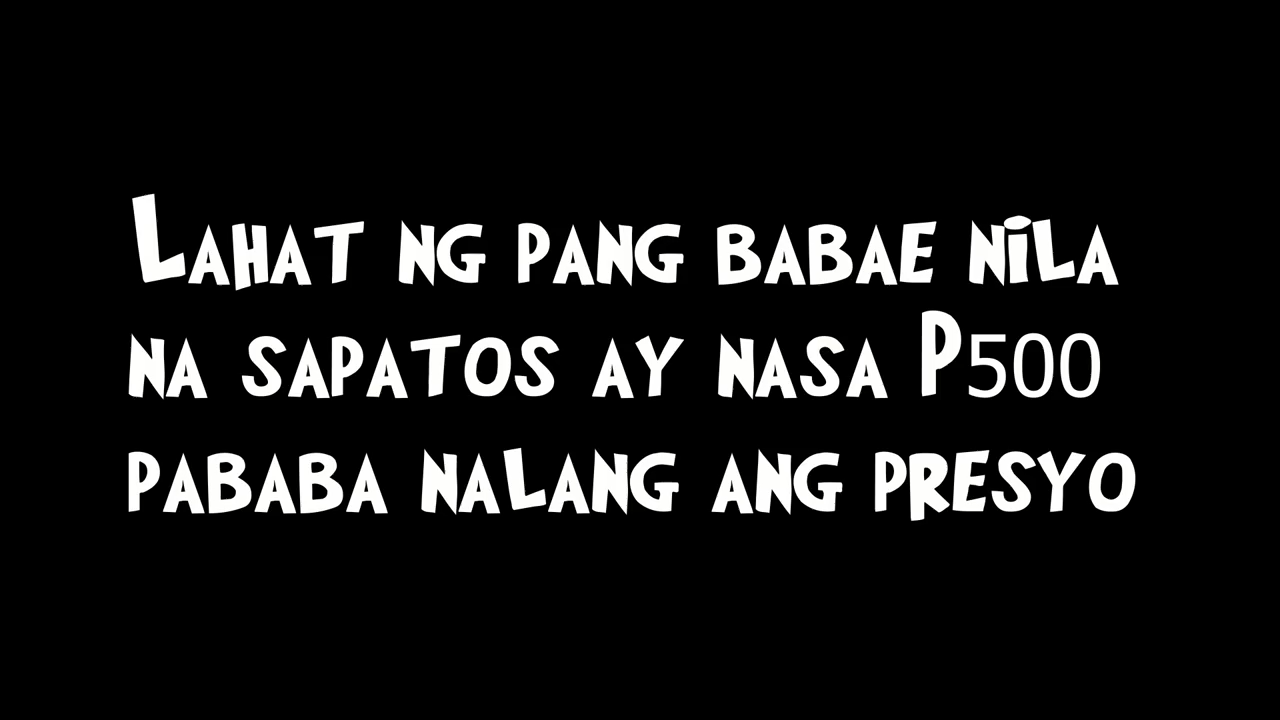 Lahat ng pang babae nila
na sapatos ay nasa P500
pababa nalang ang presyo